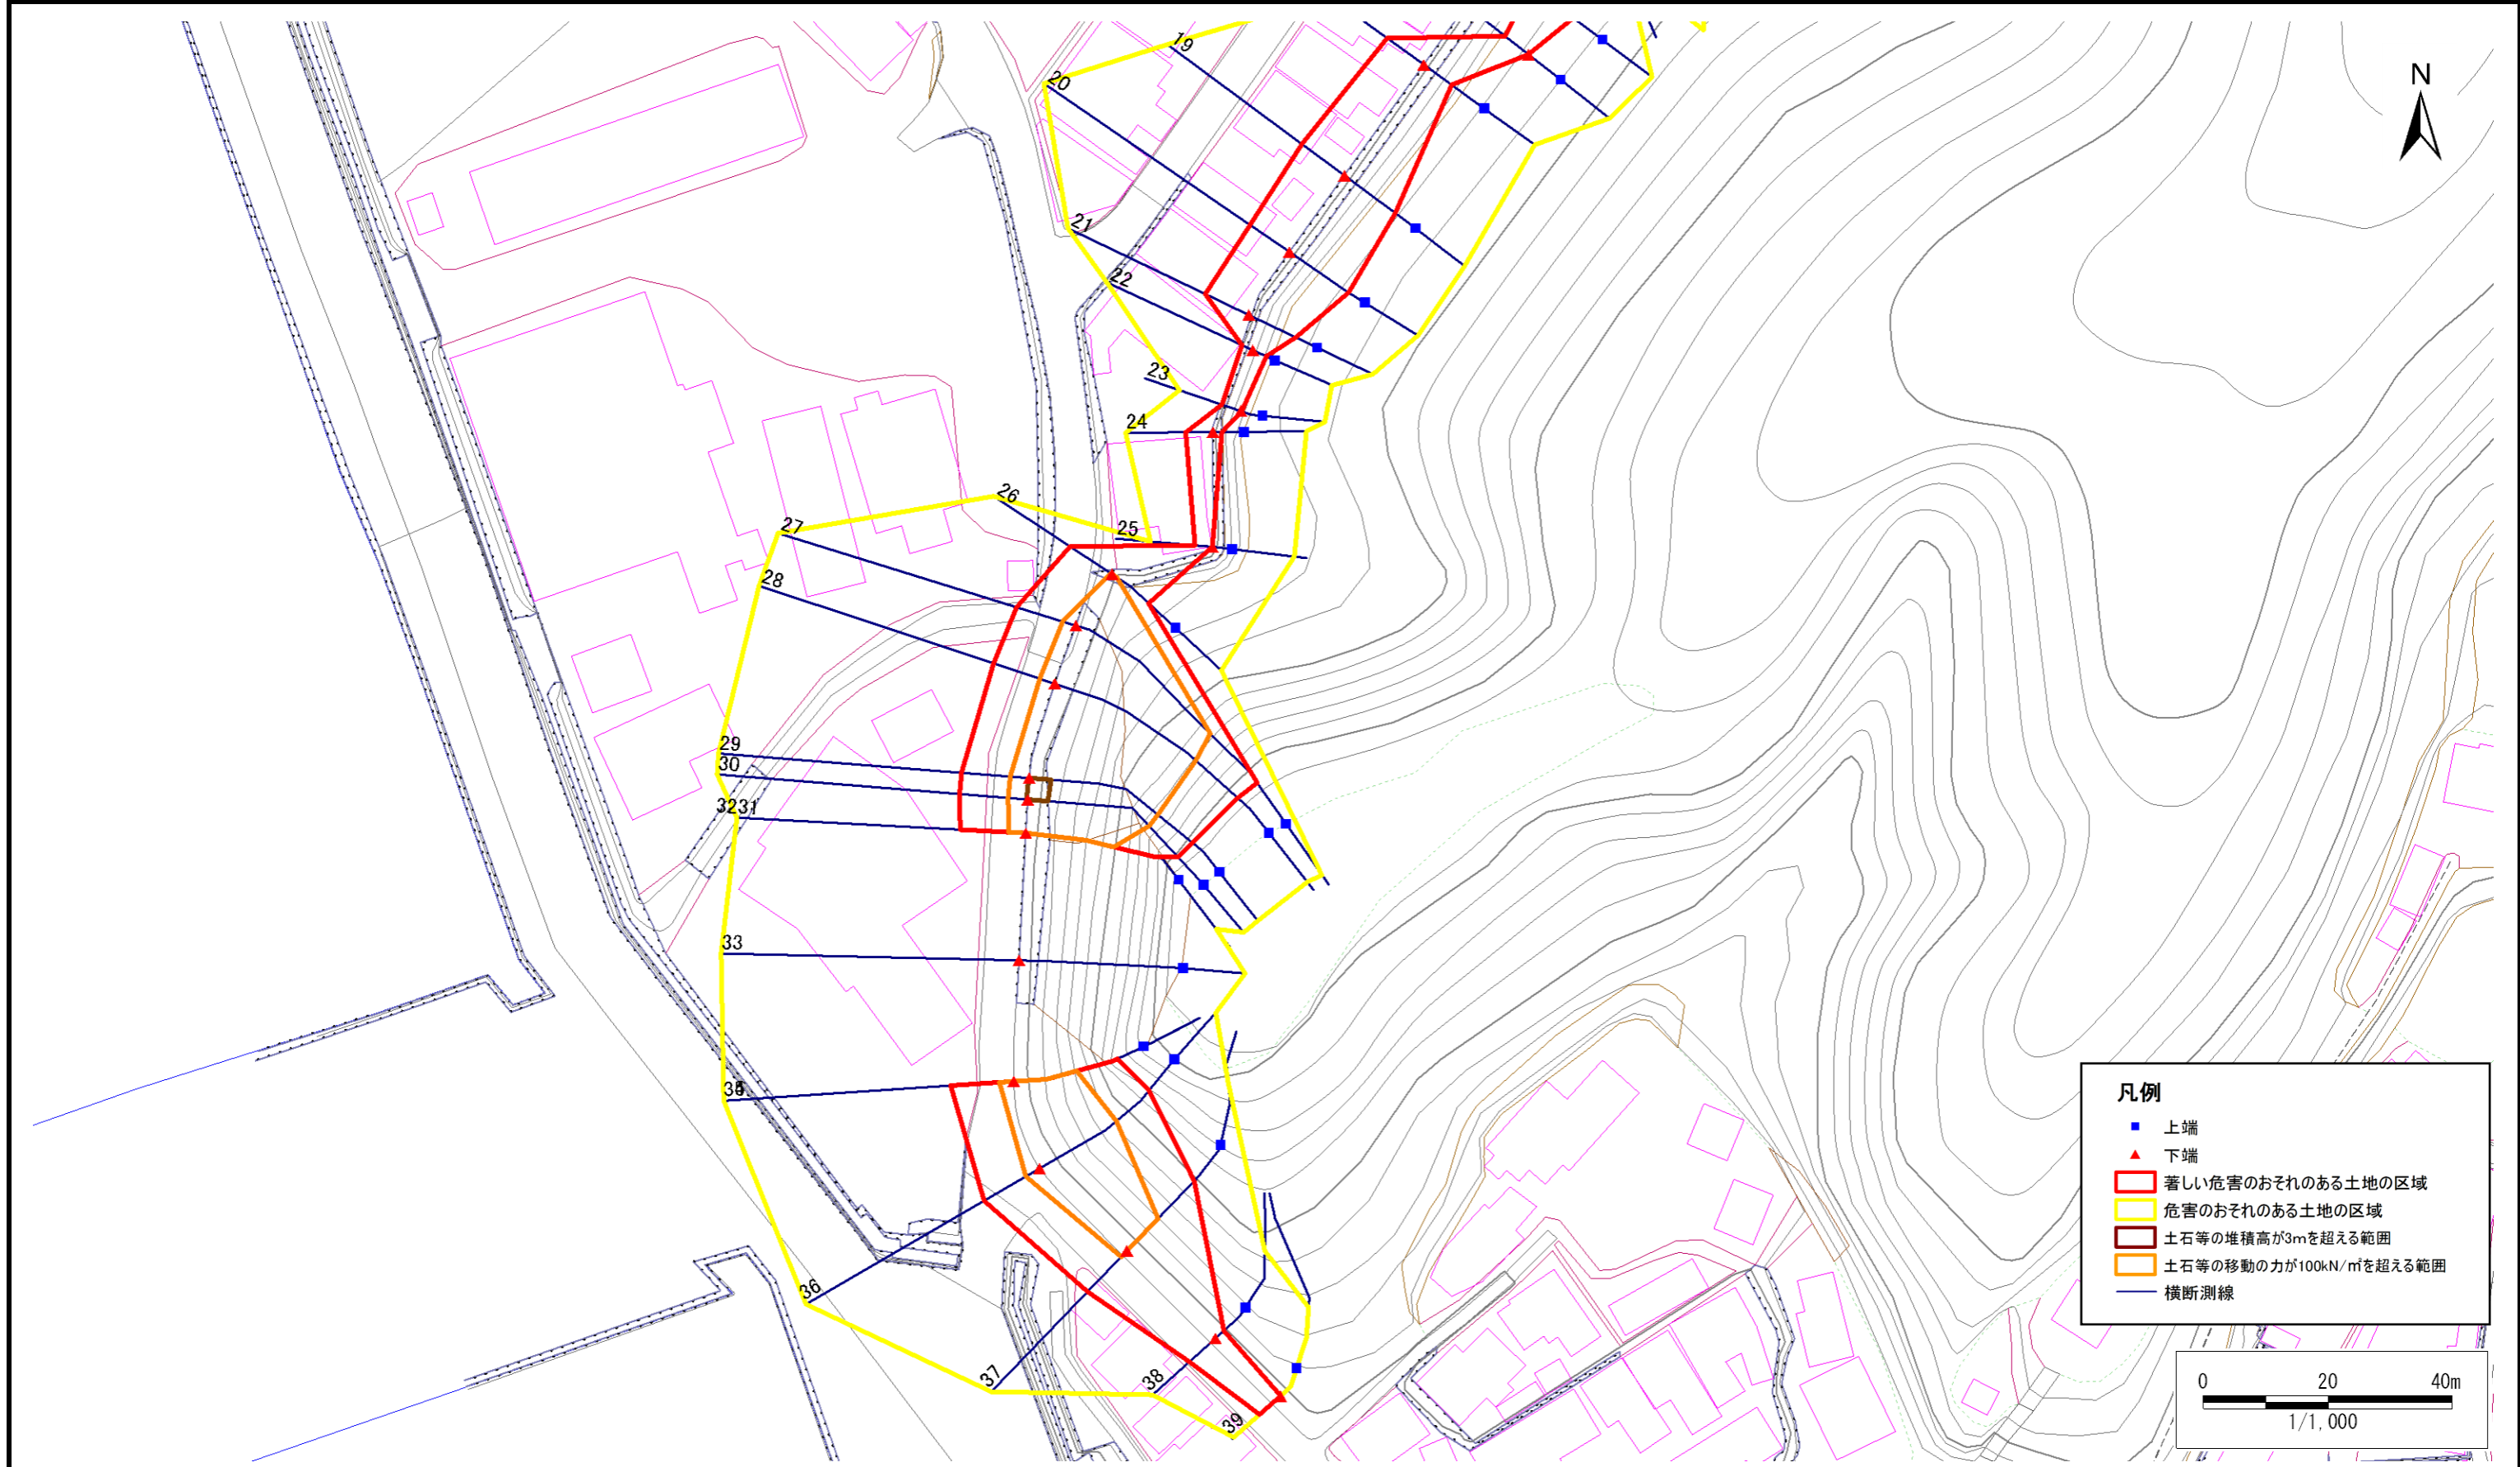 19
20
N
21
22
23
24
26
25
27
28
29
30
3231
33
36
37
38
39
凡例
上端
下端
著しい危害のおそれのある土地の区域
危害のおそれのある土地の区域
土石等の堆積高が3mを超える範囲
土石等の移動の力が100kN/㎡を超える範囲
横断測線
0 20 40m
1/1,000